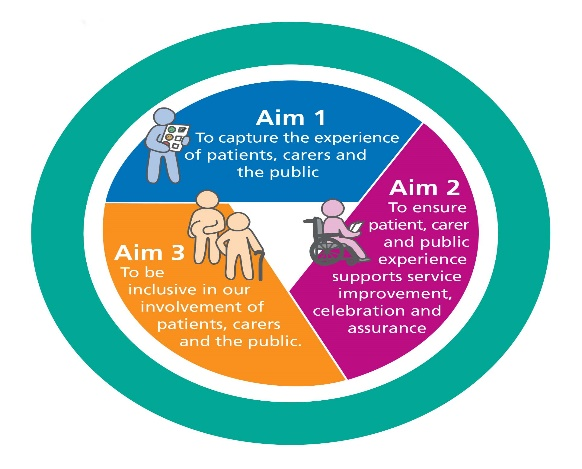 Aim 1
To capture the experience
of patients, carers and
the public
Aim 2
To ensure
patient, carer
and public
experience
supports service
improvement,
celebration and
assurance
Aim 3
To be
inclusive in our
involvement of
patients, carers
and the public.